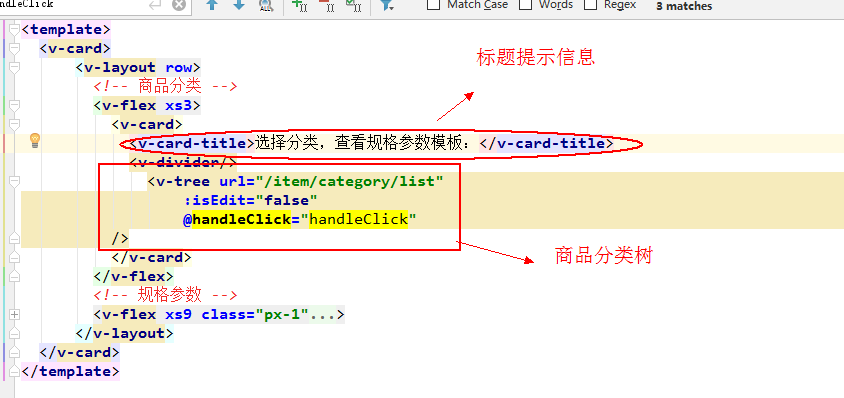 ndleClick Match Case Words Regex 3 matches
<template>
<v-card>
<v-layout row>
<!-- 商品分类 -->
<v-flex xs3>
<v-card>
<v-card-title>选择分类，查看规格参数模板：</v-card-title>
<v-divider/>
<v-tree url="/item/category/list"
:isEdit="false"
@handleClick="handleClick"
/>
</v-card>
</v-flex>
<!-- 规格参数 -->
<v-flex xs9 class="px-1"...>
</v-layout>
</v-card>
</template>
标题提示信息
商品分类树